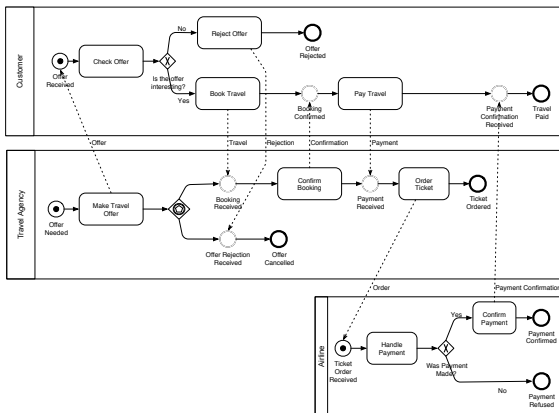 Customer
Offer
Received
Check Offer
Is the offer
interesting?
No
Reject Offer
Offer
Rejected
Yes
Book Travel
Booking
Confirmed
Pay Travel
Payment
Confirmation
Received
Travel
Paid
Offer
Travel
Rejection
Confirmation
Payment
Travel Agency
Offer
Needed
Make Travel
Offer
Booking
Received
Confirm
Booking
Payment
Received
Order
Ticket
Ticket
Ordered
Offer Rejection
Received
Offer
Cancelled
Order
Payment Confirmation
Airline
Ticket
Order
Received
Handle
Payment
Was Payment
Made?
Yes
Confirm
Payment
Payment
Confirmed
No
Payment
Refused